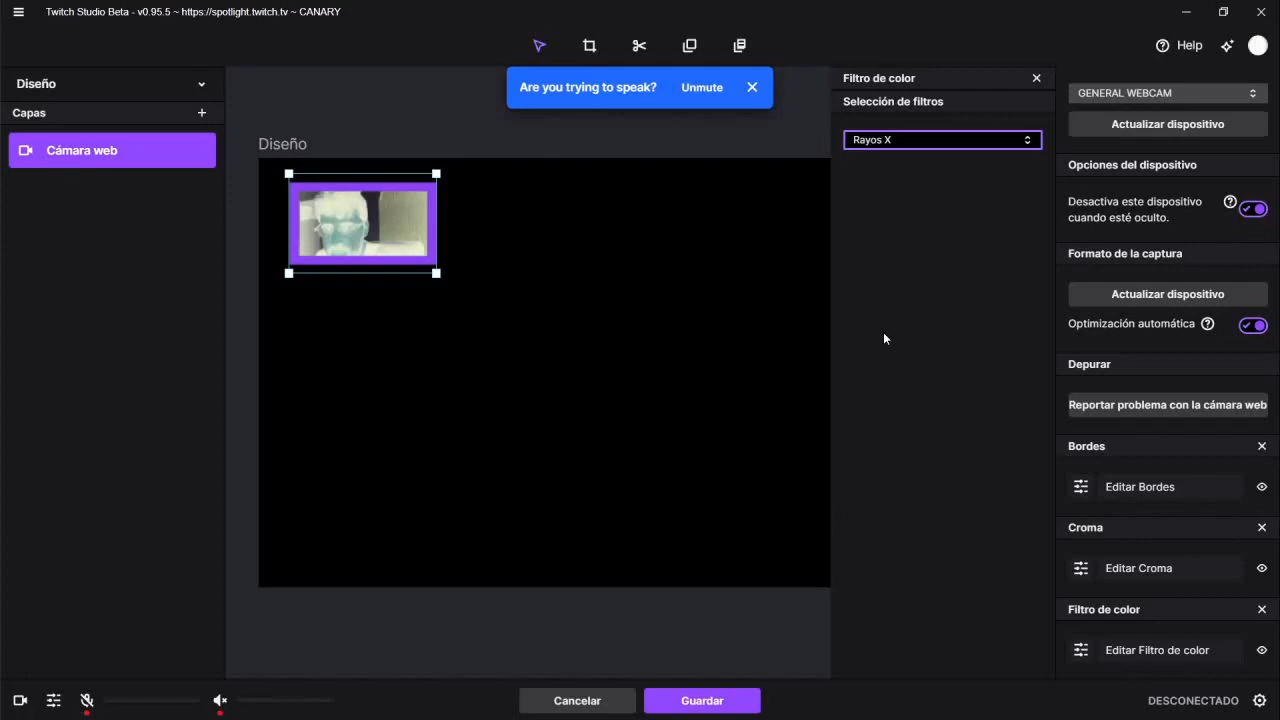 Twitch Studio Beta - v0.95.5 ~ https://spotlight.twitch.tv ~ CANARY
Help
Diseño
Capas
Cámara web
Are you trying to speak?
Unmute
Diseño
Filtro de color
Selección de filtros
Rayos X
GENERAL WEBCAM
Actualizar dispositivo
Opciones del dispositivo
Desactiva este dispositivo
cuando esté oculto.
Formato de la captura
Actualizar dispositivo
Optimización automática
Depurar
Reportar problema con la cámara web
Bordes
Editar Bordes
Croma
Editar Croma
Filtro de color
Editar Filtro de color
Cancelar
Guardar
DESCONECTADO